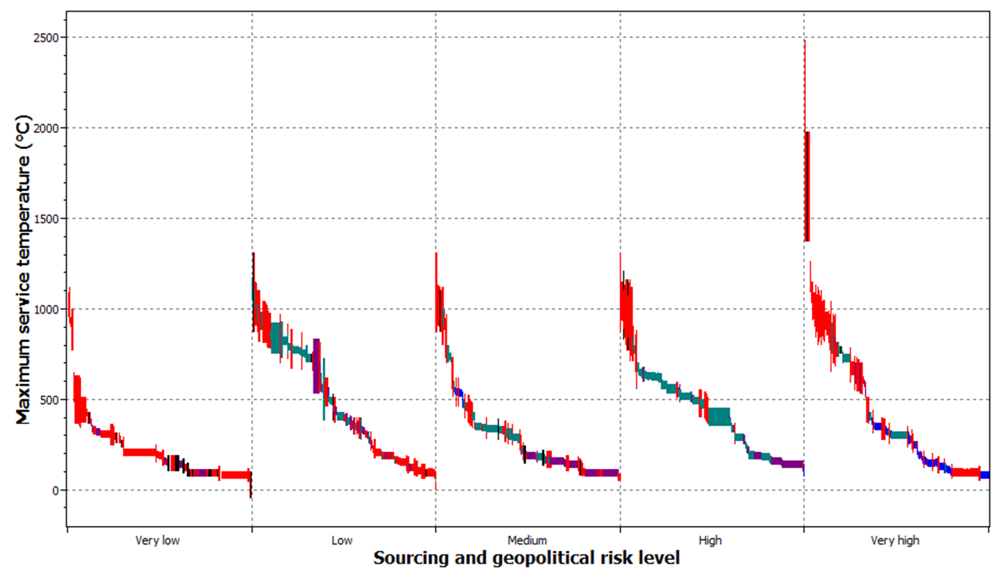 Maximum service temperature (°C)
2500
2000
1500
1000
500
0
Very low
Low
Medium
High
Very high
Sourcing and geopolitical risk level